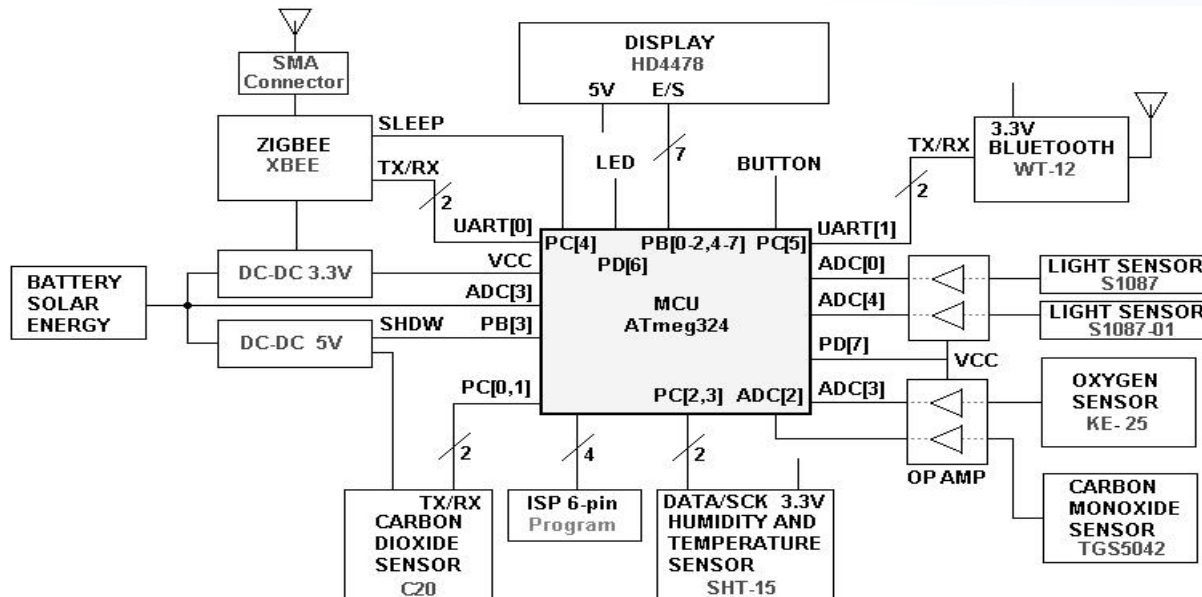 DISPLAY
HD4478
5V E/S
7
SMA
Connector
ZIGBEE
XBEE
SLEEP
TX/RX
2
UART[0]
LED
BUTTON
TX/RX
2
UART[1]
3.3V
BLUETOOTH
WT-12
PC[4]
PD[6]
PB[0-2,4-7]
PC[5]
MCU
ATmeg324
BATTERY
SOLAR
ENERGY
DC-DC 3.3V
VCC
ADC[3]
DC-DC 5V
SHDW
PB[3]
PC[0,1]
2
ADC[0]
ADC[4]
PD[7]
VCC
ADC[3]
PC[2,3]
ADC[2]
LIGHT SENSOR
S1087
LIGHT SENSOR
S1087-01
OXYGEN
SENSOR
KE- 25
OP AMP
CARBON
MONOXIDE
SENSOR
TGS5042
4
2
TX/RX
CARBON
DIOXIDE
SENSOR
C20
ISP 6-pin
Program
DATA/SCK 3.3V
HUMIDITY AND
TEMPERATURE
SENSOR
SHT-15